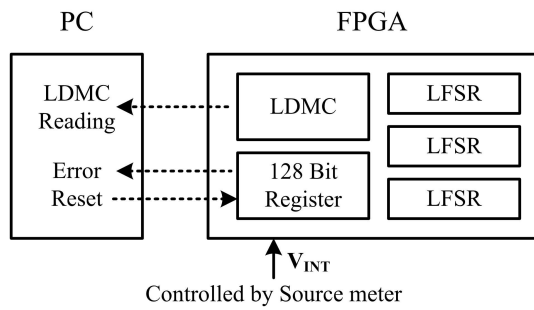 PC
FPGA
LDMC
Reading
Error
Reset
LDMC
128 Bit
Register
LFSR
LFSR
LFSR
VINT
Controlled by Source meter